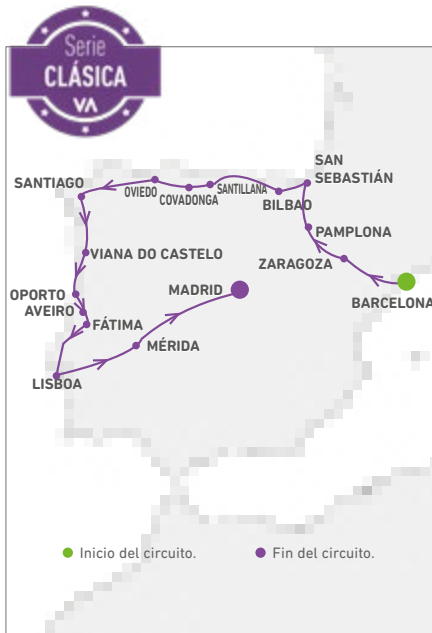 Serie
CLÁSICA
VA
SAN
SEBASTIÁN
SANTIAGO
OVIEDO
COVADONGA
SANTILLANA
BILBAO
PAMPLONA
VIANA DO CASTELO
ZARAGOZA
MADRID
BARCELONA
OPORTO
AVEIRO
FÁTIMA
MÉRIDA
LISBOA
Inicio del circuito.
Fin del circuito.